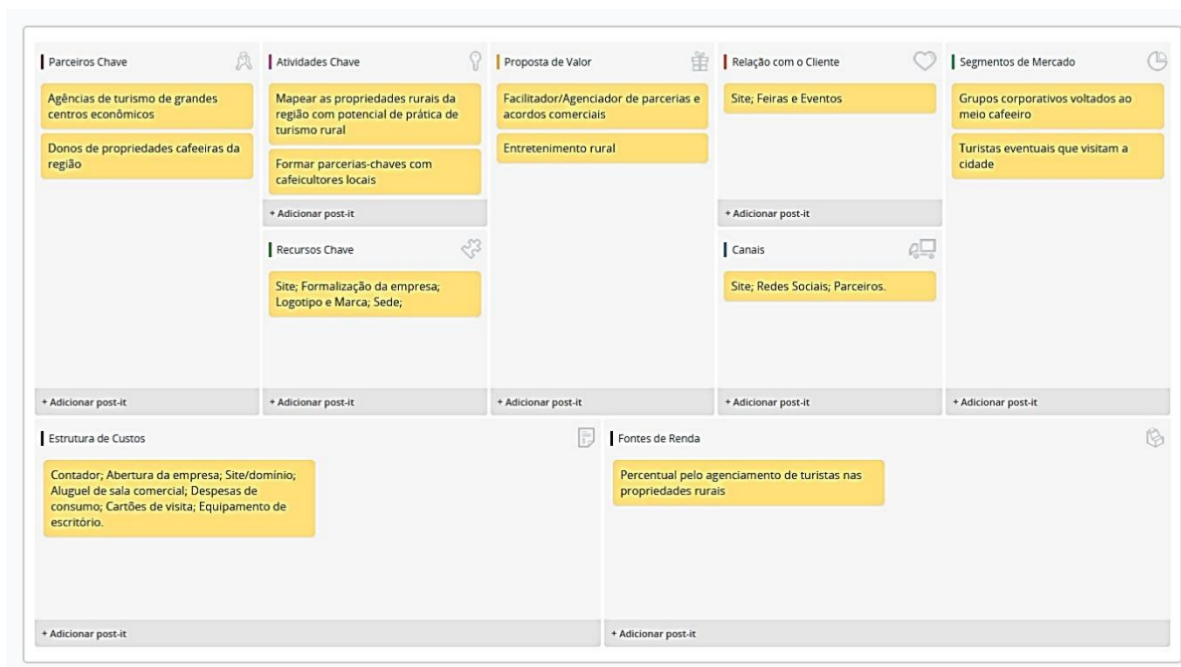 Parceiros Chave
Agências de turismo de grandes
centros econômicos
Donos de propriedades cafeeiras da
região
+ Adicionar post-it
Atividades Chave
Mapear as propriedades rurais da
região com potencial de prática de
turismo rural
Formar parcerias-chaves com
cafeicultores locais
+ Adicionar post-it
Recursos Chave
Site; Formalização da empresa;
Logotipo e Marca; Sede;
+ Adicionar post-it
Proposta de Valor
Facilitador/Agenciador de parcerias e
acordos comerciais
Entretenimento rural
+ Adicionar post-it
Relação com o Cliente
Site; Feiras e Eventos
+ Adicionar post-it
Canais
Site; Redes Sociais; Parceiros.
+ Adicionar post-it
Segmentos de Mercado
Grupos corporativos voltados ao
meio cafeeiro
Turistas eventuais que visitam a
cidade
+ Adicionar post-it
Estrutura de Custos
Contador; Abertura da empresa; Site/domínio;
Aluguel de sala comercial; Despesas de
consumo; Cartões de visita; Equipamento de
escritório.
+ Adicionar post-it
Fontes de Renda
Percentual pelo agenciamento de turistas nas
propriedades rurais
+ Adicionar post-it